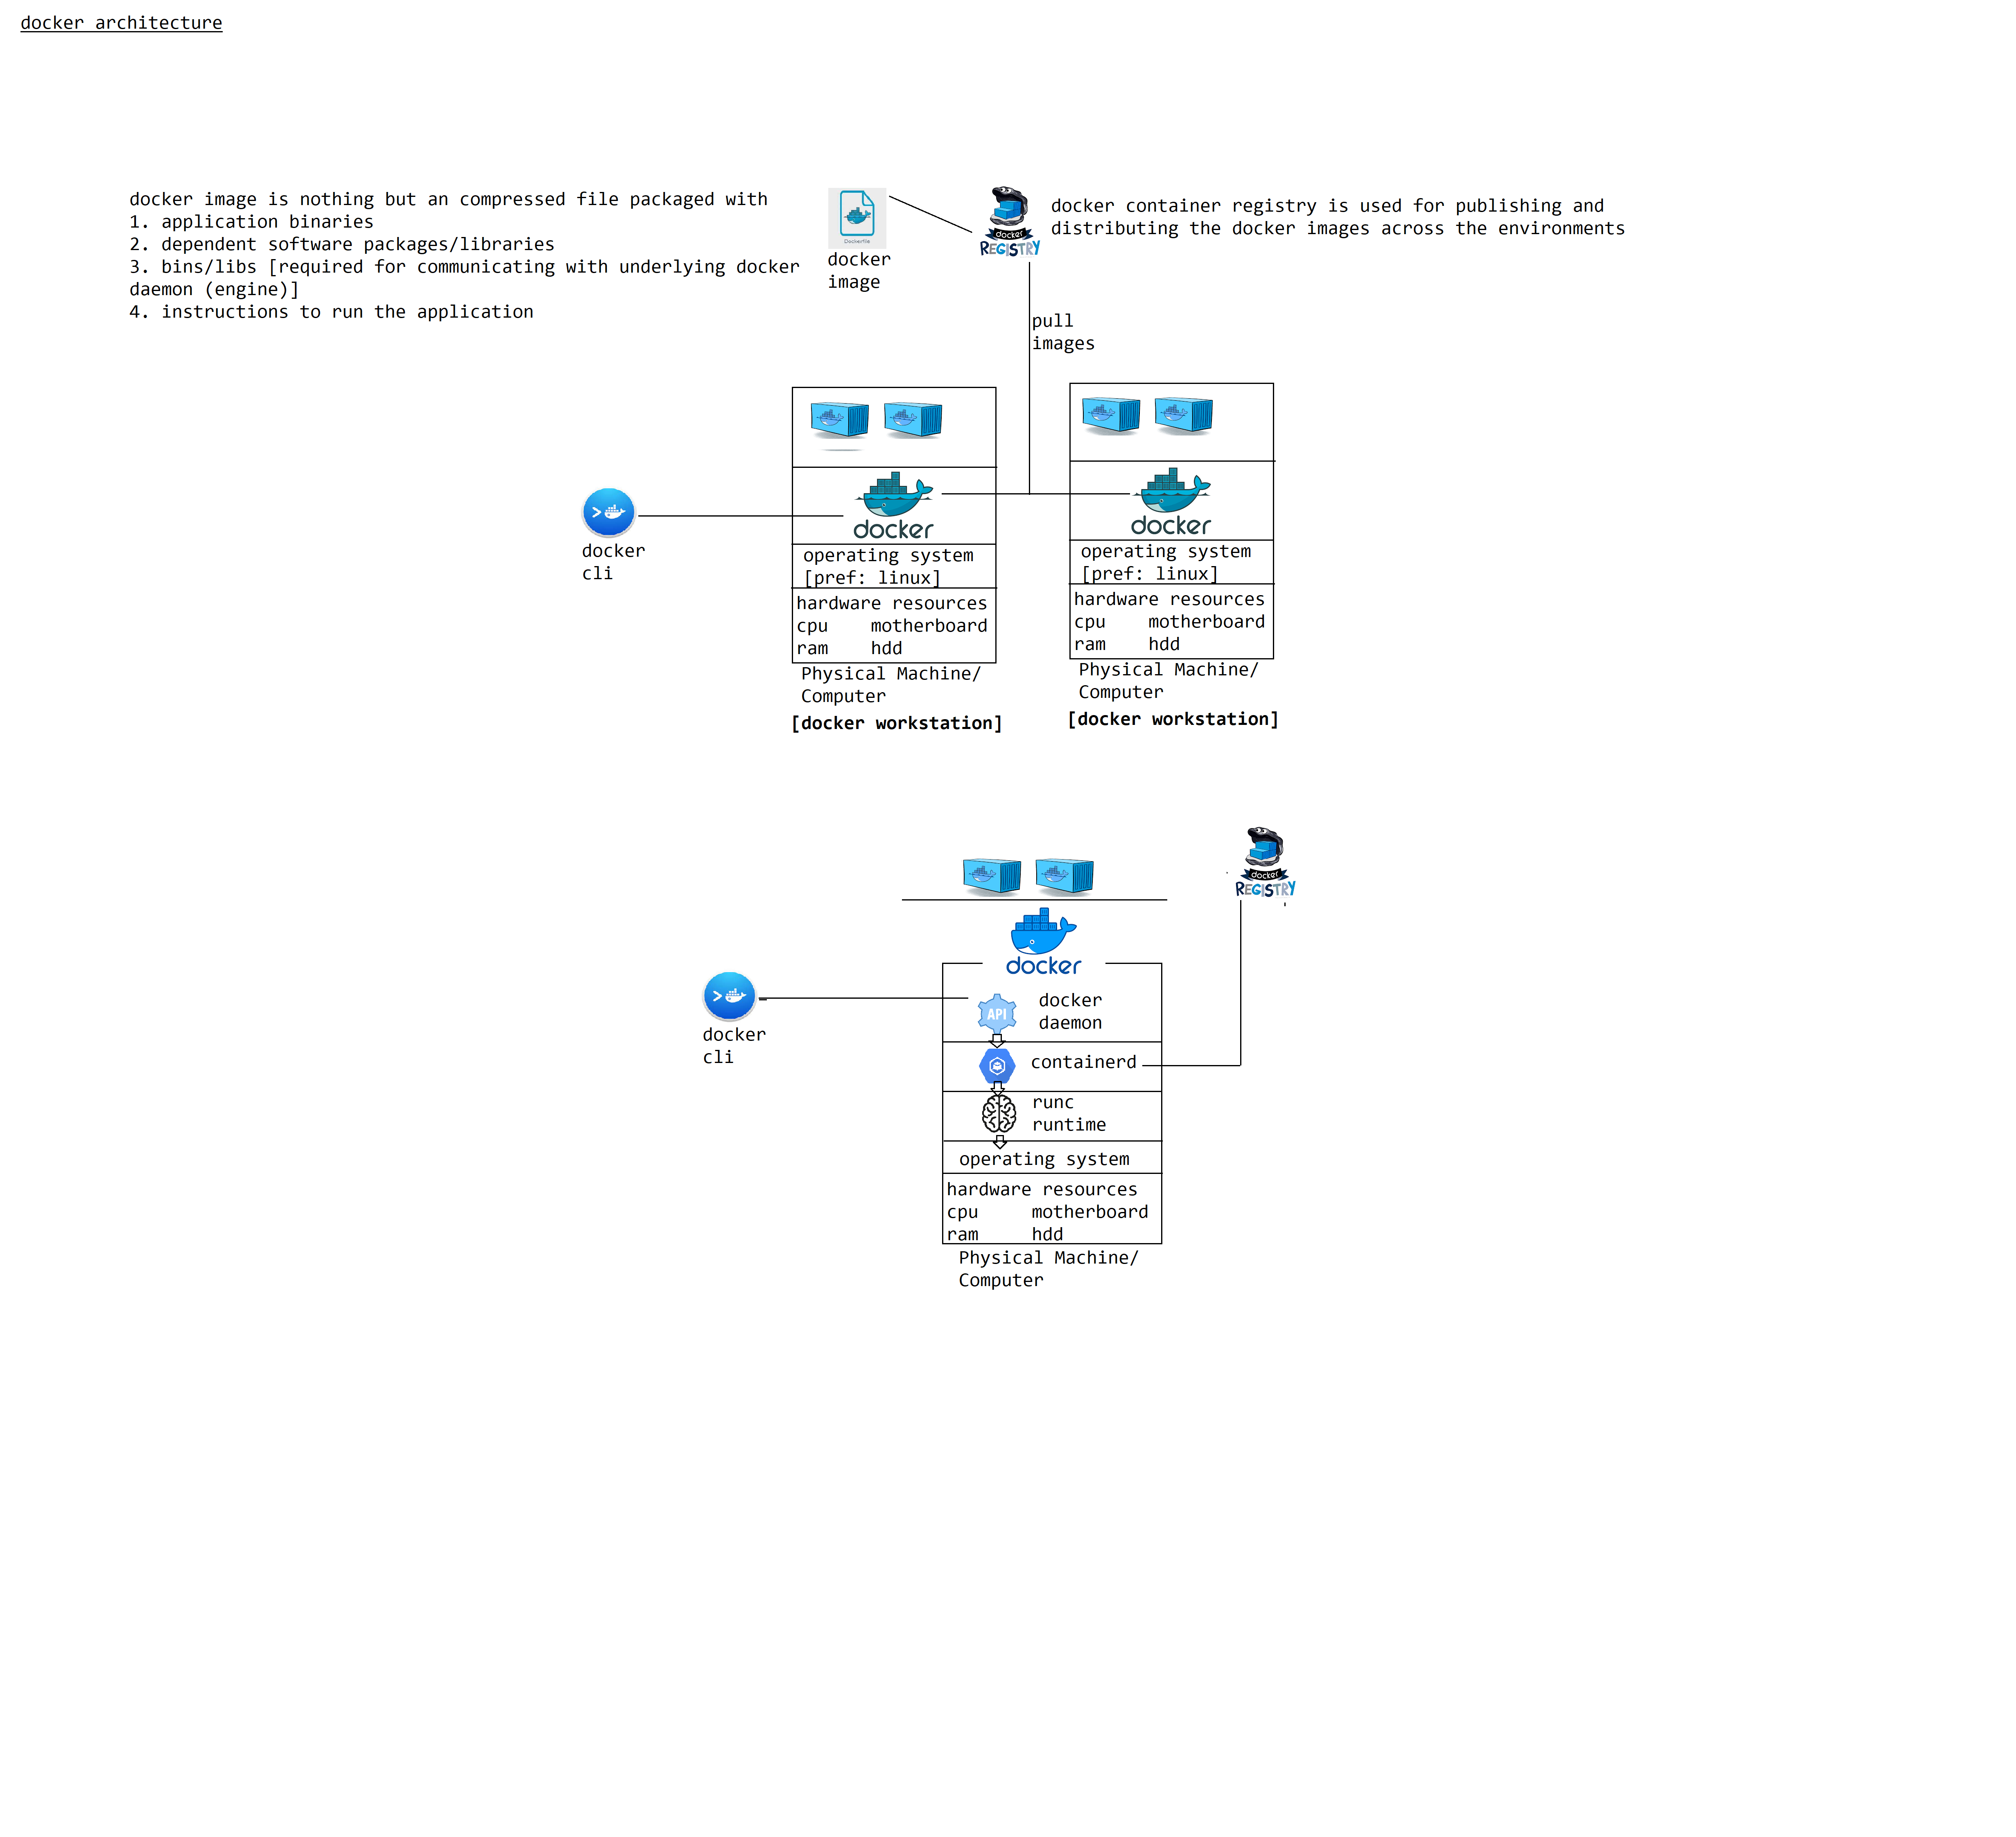 docker architecture
docker image is nothing but an compressed file packaged with
1. application binaries
2. dependent software packages/libraries
3. bins/libs [required for communicating with underlying docker
daemon (engine)]
4. instructions to run the application
Dockerfile
docker
image
docker
REGISTRY
docker container registry is used for publishing and
distributing the docker images across the environments
pull
images
docker
cli
docker
operating system
[pref: linux]
hardware resources
cpu motherboard
ram hdd
Physical Machine/
Computer
[docker workstation]
docker
operating system
[pref: linux]
hardware resources
cpu motherboard
ram hdd
Physical Machine/
Computer
[docker workstation]
docker
REGISTRY
docker
docker
cli
API
docker
daemon
containerd
runc
runtime
operating system
hardware resources
cpu motherboard
ram hdd
Physical Machine/
Computer